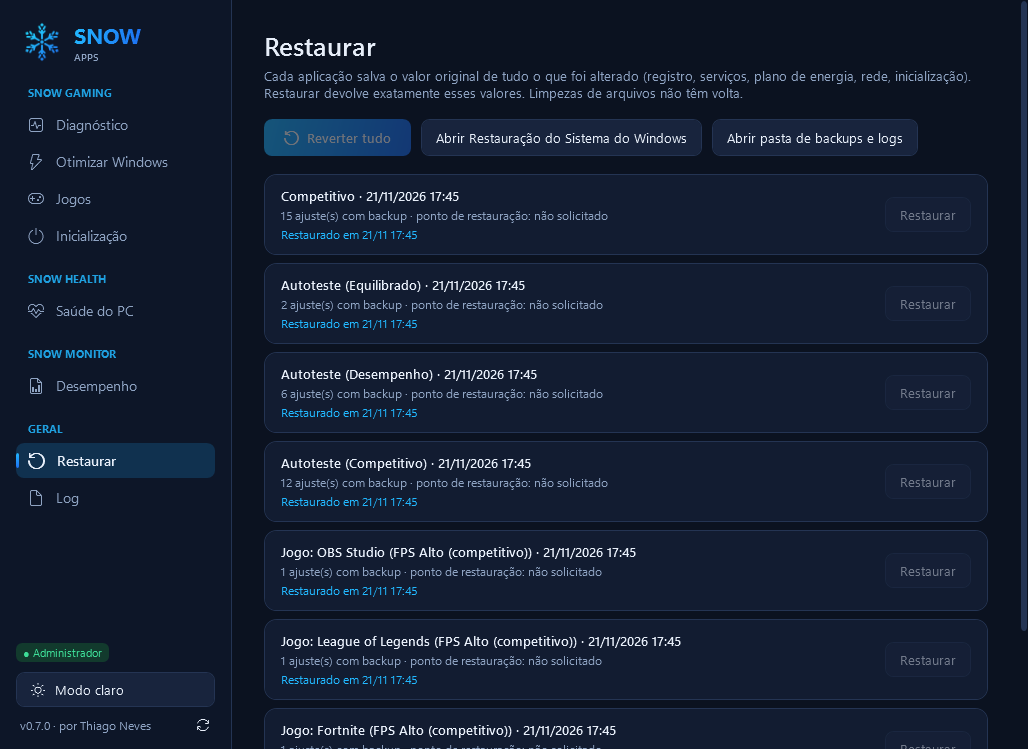 SNOW
APPS
SNOW GAMING
Diagnóstico
Otimizar Windows
Jogos
Inicialização
SNOW HEALTH
Saúde do PC
SNOW MONITOR
Desempenho
GERAL
Restaurar
Log
Administrador
Modo claro
v0.7.0 · por Thiago Neves
Restaurar
Cada aplicação salva o valor original de tudo o que foi alterado (registro, serviços, plano de energia, rede, inicialização).
Restaurar devolve exatamente esses valores. Limpezas de arquivos não têm volta.
Reverter tudo
Abrir Restauração do Sistema do Windows
Abrir pasta de backups e logs
Competitivo · 21/11/2026 17:45
15 ajuste(s) com backup · ponto de restauração: não solicitado
Restaurado em 21/11 17:45
Restaurar
Autoteste (Equilibrado) · 21/11/2026 17:45
2 ajuste(s) com backup · ponto de restauração: não solicitado
Restaurado em 21/11 17:45
Restaurar
Autoteste (Desempenho) · 21/11/2026 17:45
6 ajuste(s) com backup · ponto de restauração: não solicitado
Restaurado em 21/11 17:45
Restaurar
Autoteste (Competitivo) · 21/11/2026 17:45
12 ajuste(s) com backup · ponto de restauração: não solicitado
Restaurado em 21/11 17:45
Restaurar
Jogo: OBS Studio (FPS Alto (competitivo)) · 21/11/2026 17:45
1 ajuste(s) com backup · ponto de restauração: não solicitado
Restaurado em 21/11 17:45
Restaurar
Jogo: League of Legends (FPS Alto (competitivo)) · 21/11/2026 17:45
1 ajuste(s) com backup · ponto de restauração: não solicitado
Restaurado em 21/11 17:45
Restaurar
Jogo: Fortnite (FPS Alto (competitivo)) · 21/11/2026 17:45
1 ajuste(s) com backup · ponto de restauração: não solicitado
Restaurar